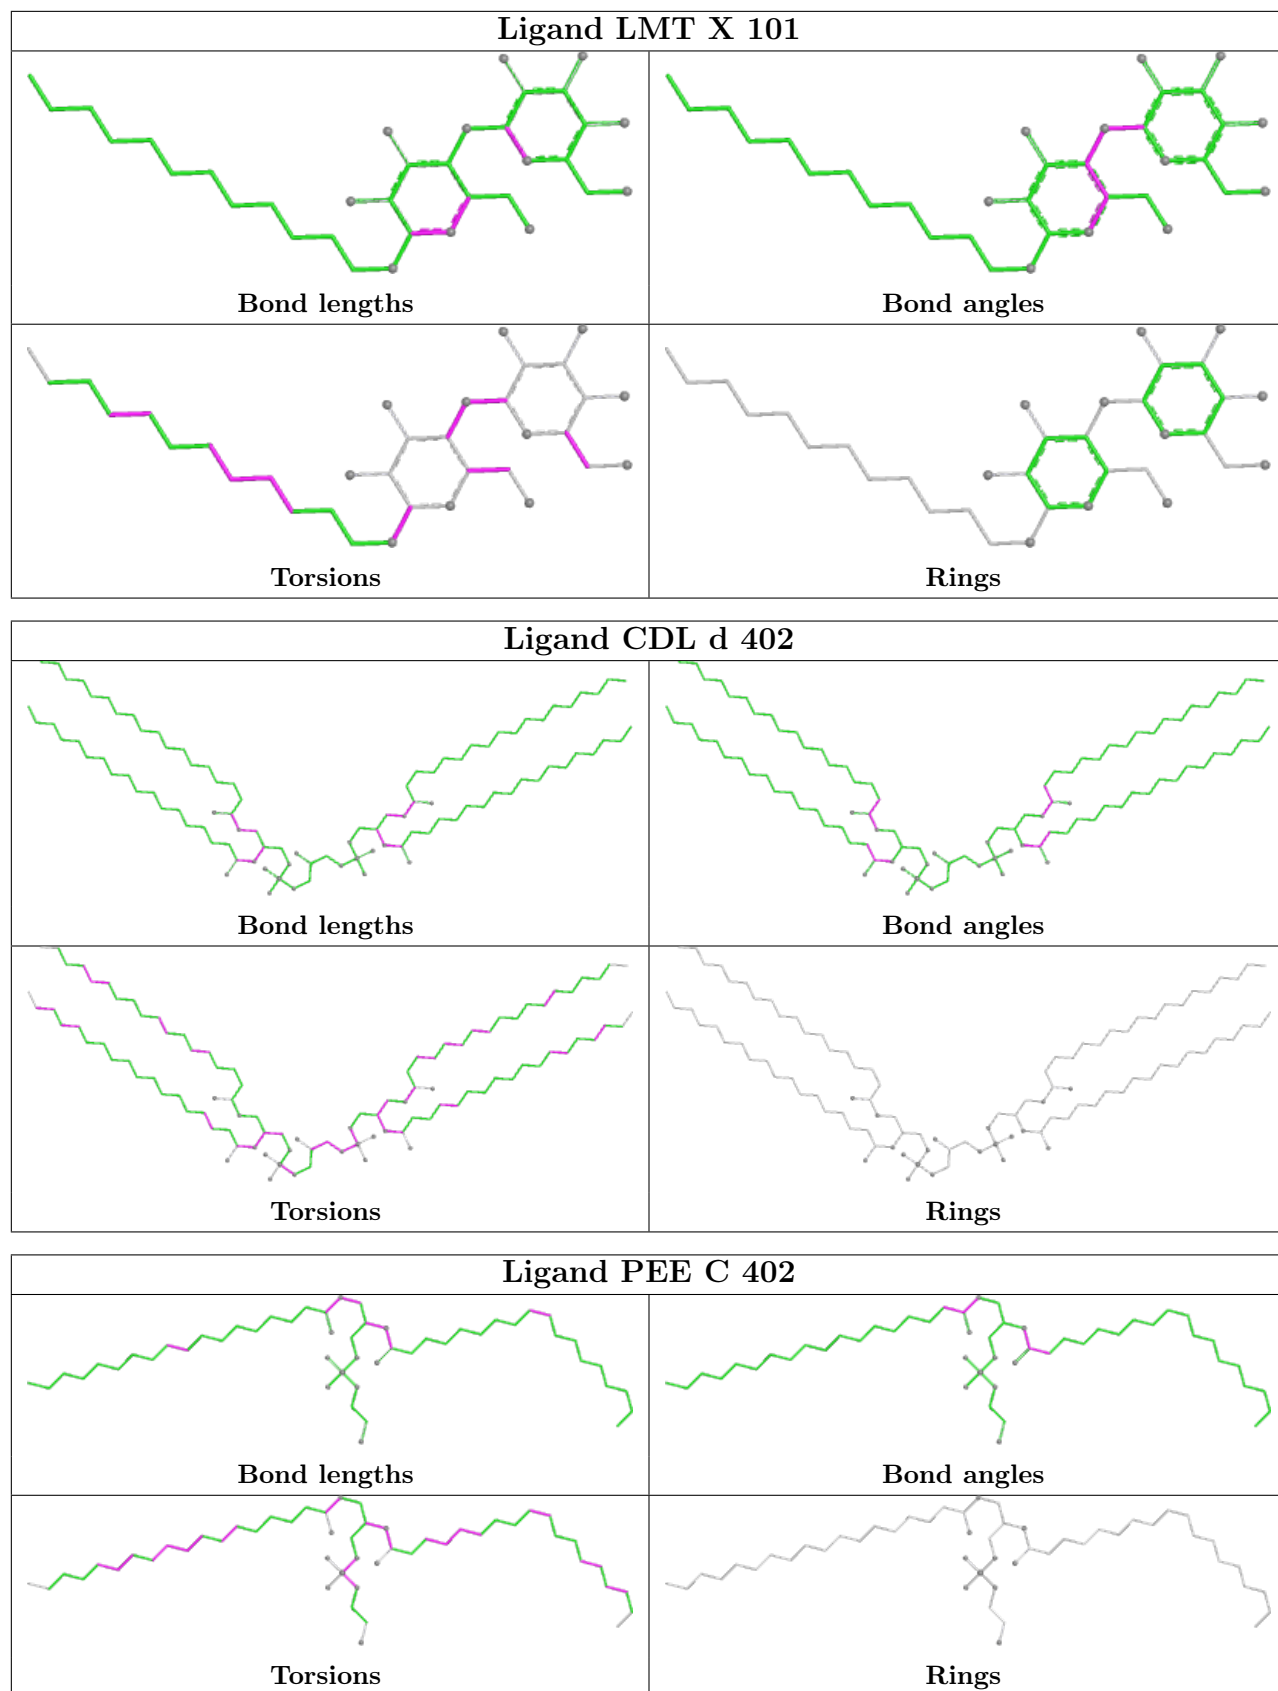 Ligand LMT X 101
Bond lengths
Bond angles
Torsions
Rings
Ligand CDL d 402
Bond lengths
Bond angles
Torsions
Rings
Ligand PEE C 402
Bond lengths
Bond angles
Torsions
Rings